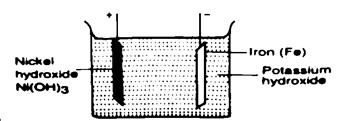 + −
Iron (Fe)
Nickel
hydroxide
Ni(OH)3
Potassium
hydroxide